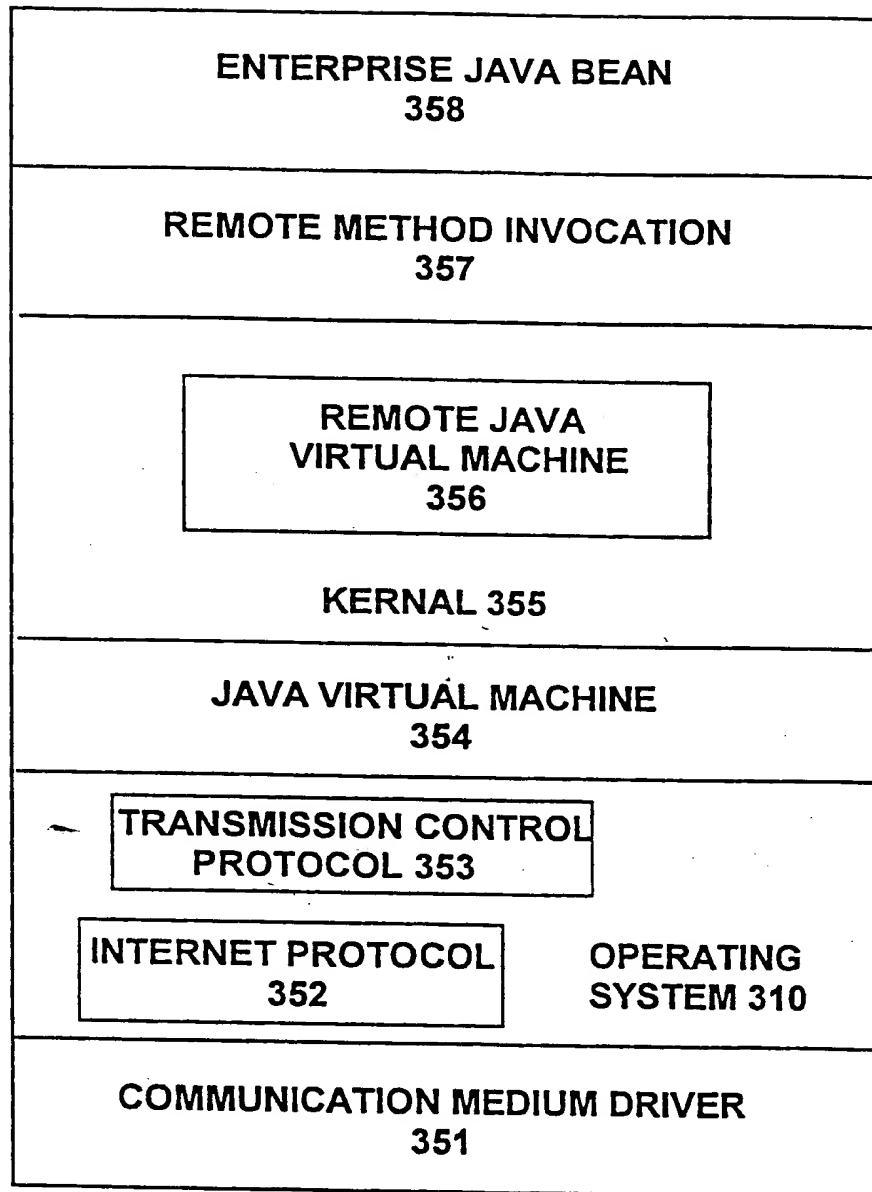 ENTERPRISE JAVA BEAN
358
REMOTE METHOD INVOCATION
357
REMOTE JAVA
VIRTUAL MACHINE
356
KERNAL 355
JAVA VIRTUAL MACHINE
354
TRANSMISSION CONTROL
PROTOCOL 353
INTERNET PROTOCOL
352
OPERATING
SYSTEM 310
COMMUNICATION MEDIUM DRIVER
351